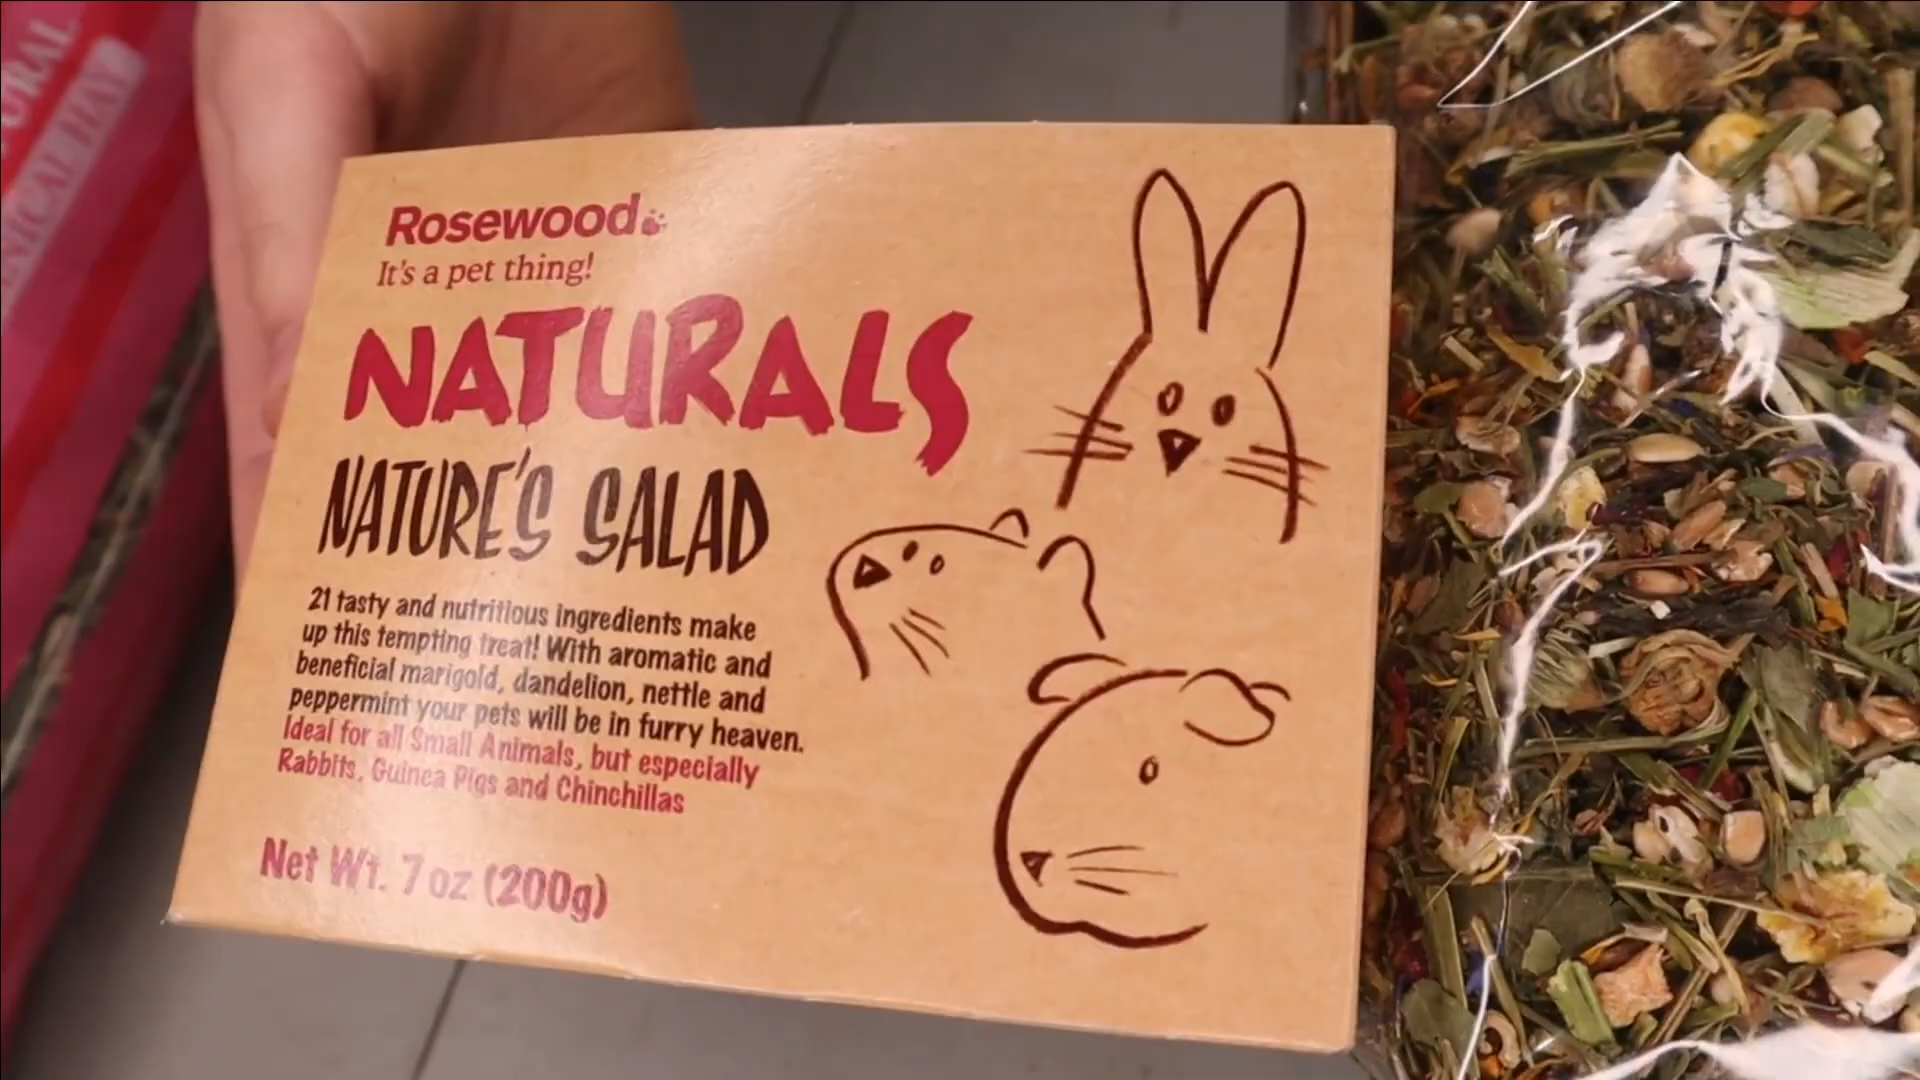 Rosewood
It's a pet thing!
NATURALS
NATURE'S SALAD
21 tasty and nutritious ingredients make
up this tempting treat! With aromatic and
beneficial marigold, dandelion, nettle and
peppermint your pets will be in furry heaven.
Ideal for all Small Animals, but especially
Rabbits, Guinea Pigs and Chinchillas
Net Wt. 7 oz (200g)
HAY